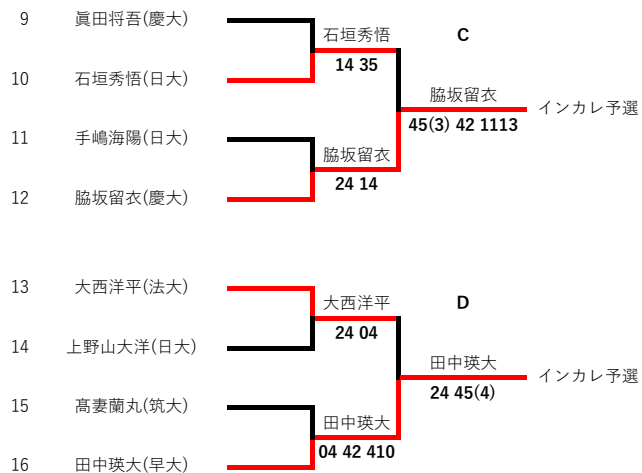 9 眞田将吾(慶大)
石垣秀悟 C
14 35
10 石垣秀悟(日大)
脇坂留衣 インカレ予選
45(3) 42 1113
11 手嶋海陽(日大)
脇坂留衣
24 14
12 脇坂留衣(慶大)
13 大西洋平(法大)
大西洋平 D
24 04
14 上野山大洋(日大)
田中瑛大 インカレ予選
24 45(4)
15 髙妻蘭丸(筑大)
田中瑛大
04 42 410
16 田中瑛大(早大)